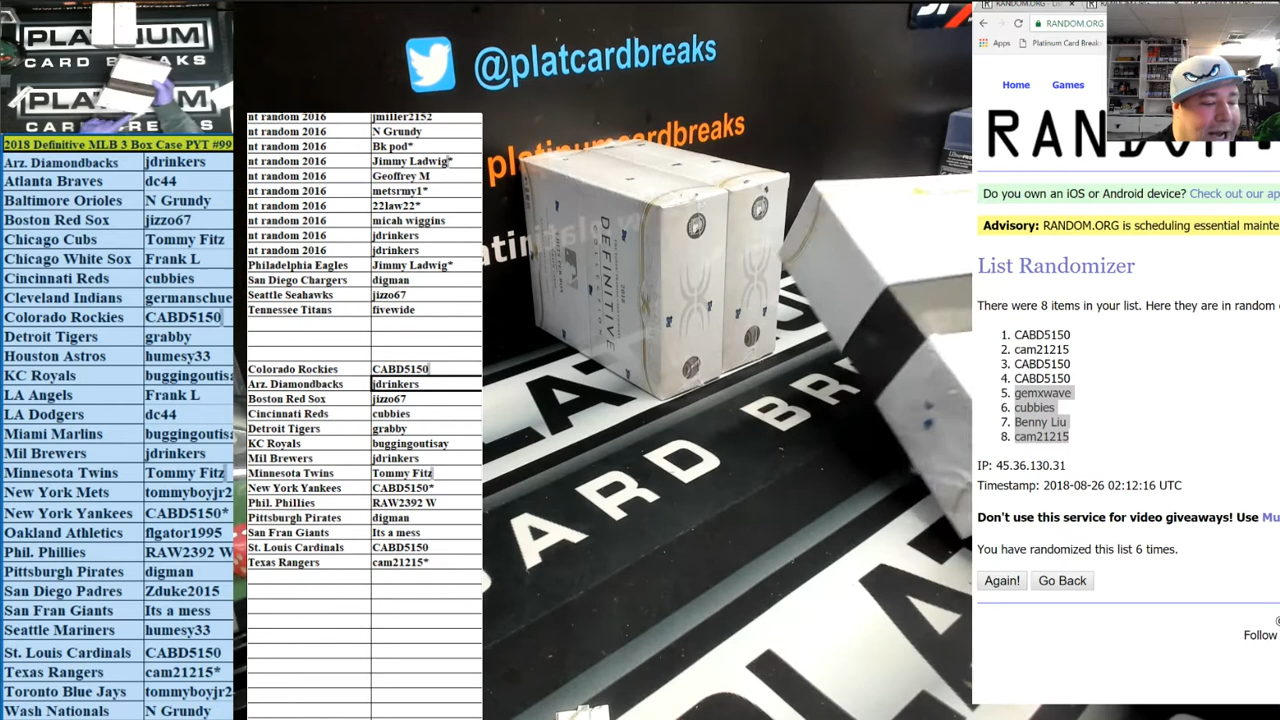 PLATINUM
CARD BREAKS
PLATINUM
CARD BREAKS
2018 Definitive MLB 3 Box Case PYT #99
Arz. Diamondbacks jdrinkers
Atlanta Braves dc44
Baltimore Orioles N Grundy
Boston Red Sox jizzo67
Chicago Cubs Tommy Fitz
Chicago White Sox Frank L
Cincinnati Reds cubbies
Cleveland Indians germanschue
Colorado Rockies CABD5150
Detroit Tigers grabby
Houston Astros humesy33
KC Royals buggingoutisa
LA Angels Frank L
LA Dodgers dc44
Miami Marlins buggingoutisa
Mil Brewers jdrinkers
Minnesota Twins Tommy Fitz
New York Mets tommyboyjr2
New York Yankees CABD5150*
Oakland Athletics flgator1995
Phil. Phillies RAW2392 W
Pittsburgh Pirates digman
San Diego Padres Zduke2015
San Fran Giants Its a mess
Seattle Mariners humesy33
St. Louis Cardinals CABD5150
Texas Rangers cam21215*
Toronto Blue Jays tommyboyjr2
Wash Nationals N Grundy
nt random 2016 jmiller2152
nt random 2016 N Grundy
nt random 2016 Bk pod*
nt random 2016 Jimmy Ladwig*
nt random 2016 Geoffrey M
nt random 2016 metsrmy1*
nt random 2016 22law22*
nt random 2016 micah wiggins
nt random 2016 jdrinkers
nt random 2016 jdrinkers
Philadelphia Eagles Jimmy Ladwig*
San Diego Chargers digman
Seattle Seahawks jizzo67
Tennessee Titans fivewide
Colorado Rockies CABD5150
Arz. Diamondbacks jdrinkers
Boston Red Sox jizzo67
Cincinnati Reds cubbies
Detroit Tigers grabby
KC Royals buggingoutisay
Mil Brewers jdrinkers
Minnesota Twins Tommy Fitz
New York Yankees CABD5150*
Phil. Phillies RAW2392 W
Pittsburgh Pirates digman
San Fran Giants Its a mess
St. Louis Cardinals CABD5150
Texas Rangers cam21215*
@platcardbreaks
platinumcardbreaks
DEFINITIVE
ARD BRE
RANDOM.ORG
Apps Platinum Card Breaks
Home Games
RANDOM.
Do you own an iOS or Android device? Check out our ap
Advisory: RANDOM.ORG is scheduling essential mainte
List Randomizer
There were 8 items in your list. Here they are in random
1. CABD5150
2. cam21215
3. CABD5150
4. CABD5150
5. gemxwave
6. cubbies
7. Benny Liu
8. cam21215
IP: 45.36.130.31
Timestamp: 2018-08-26 02:12:16 UTC
Don't use this service for video giveaways! Use Mu
You have randomized this list 6 times.
Again! Go Back
Follow